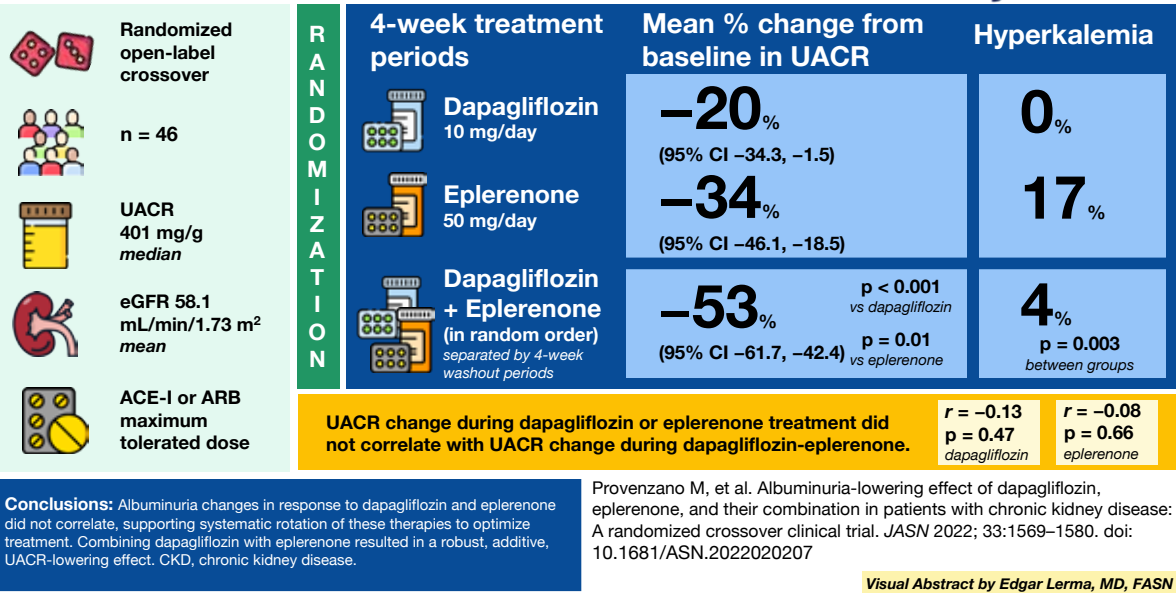 Randomized
open-label
crossover
n = 46
UACR
401 mg/g
median
eGFR 58.1
mL/min/1.73 m²
mean
ACE-I or ARB
maximum
tolerated dose
R
A
N
D
O
M
I
Z
A
T
I
O
N
4-week treatment
periods
Mean % change from
baseline in UACR
Hyperkalemia
Dapagliflozin
10 mg/day
−20%
(95% CI −34.3, −1.5)
0%
Eplerenone
50 mg/day
−34%
(95% CI −46.1, −18.5)
17%
Dapagliflozin
+ Eplerenone
(in random order)
separated by 4-week
washout periods
−53%
(95% CI −61.7, −42.4)
p < 0.001
vs dapagliflozin
p = 0.01
vs eplerenone
4%
p = 0.003
between groups
UACR change during dapagliflozin or eplerenone treatment did
not correlate with UACR change during dapagliflozin-eplerenone.
r = −0.13
p = 0.47
dapagliflozin
r = −0.08
p = 0.66
eplerenone
Conclusions: Albuminuria changes in response to dapagliflozin and eplerenone
did not correlate, supporting systematic rotation of these therapies to optimize
treatment. Combining dapagliflozin with eplerenone resulted in a robust, additive,
UACR-lowering effect. CKD, chronic kidney disease.
Provenzano M, et al. Albuminuria-lowering effect of dapagliflozin,
eplerenone, and their combination in patients with chronic kidney disease:
A randomized crossover clinical trial. JASN 2022; 33:1569–1580. doi:
10.1681/ASN.2022020207
Visual Abstract by Edgar Lerma, MD, FASN